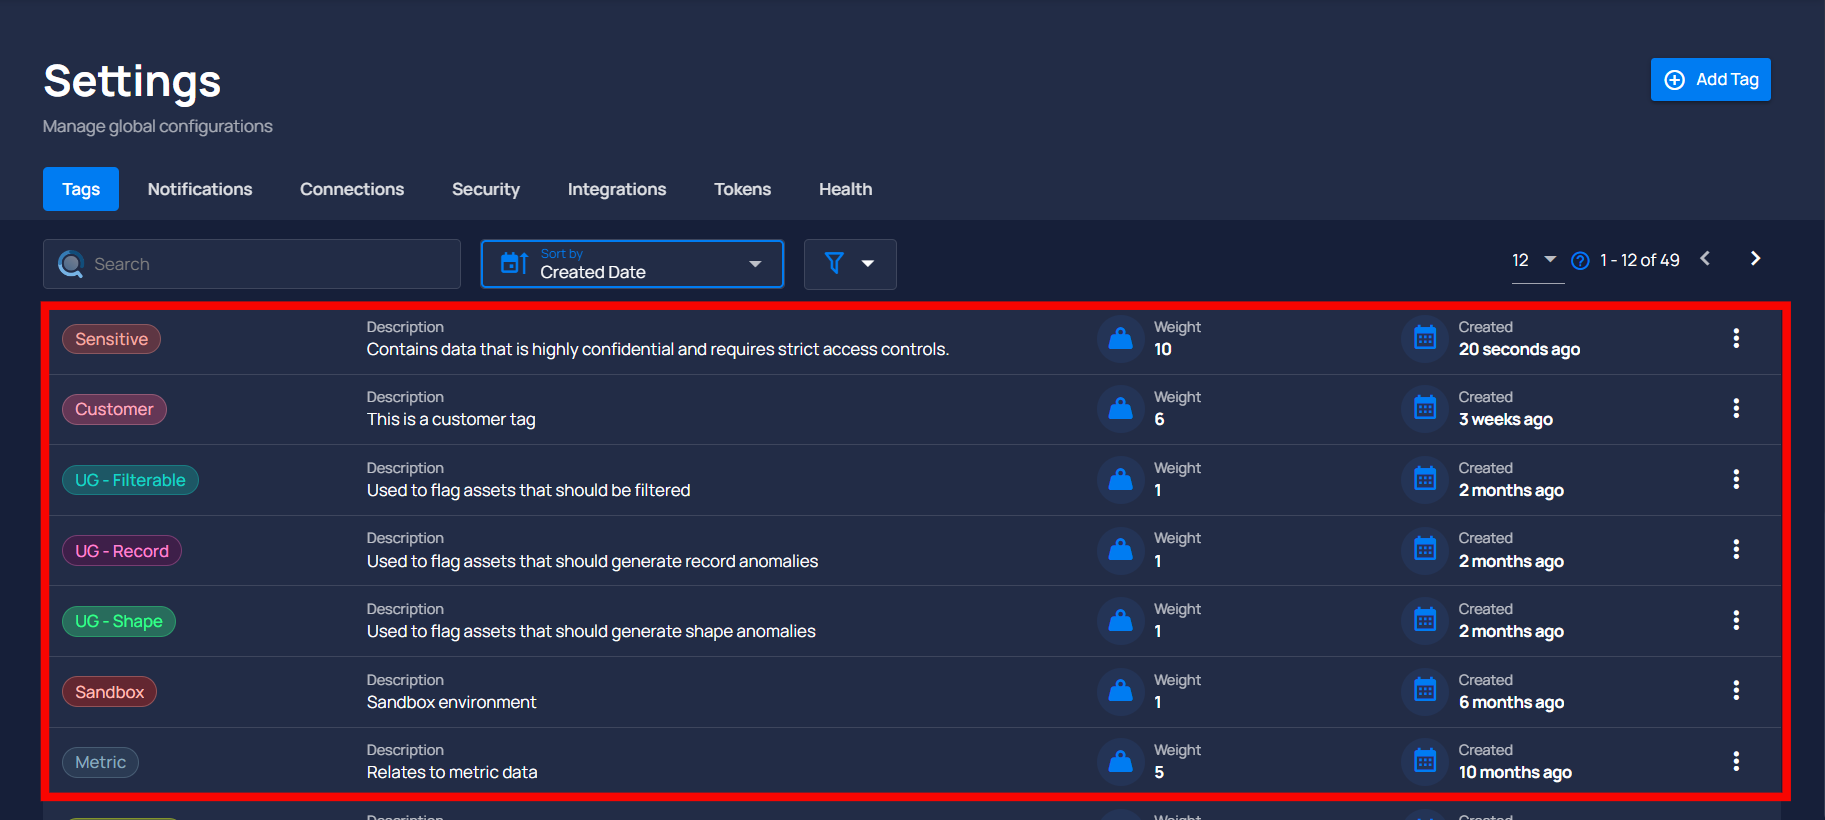 Settings
Add Tag
Manage global configurations
Tags Notifications Connections Security Integrations Tokens Health
Search
Sort by
Created Date
12 1 - 12 of 49
Sensitive
Description
Contains data that is highly confidential and requires strict access controls.
Weight
10
Created
20 seconds ago
Customer
Description
This is a customer tag
Weight
6
Created
3 weeks ago
UG - Filterable
Description
Used to flag assets that should be filtered
Weight
1
Created
2 months ago
UG - Record
Description
Used to flag assets that should generate record anomalies
Weight
1
Created
2 months ago
UG - Shape
Description
Used to flag assets that should generate shape anomalies
Weight
1
Created
2 months ago
Sandbox
Description
Sandbox environment
Weight
1
Created
6 months ago
Metric
Description
Relates to metric data
Weight
5
Created
10 months ago
Description
Weight
Created